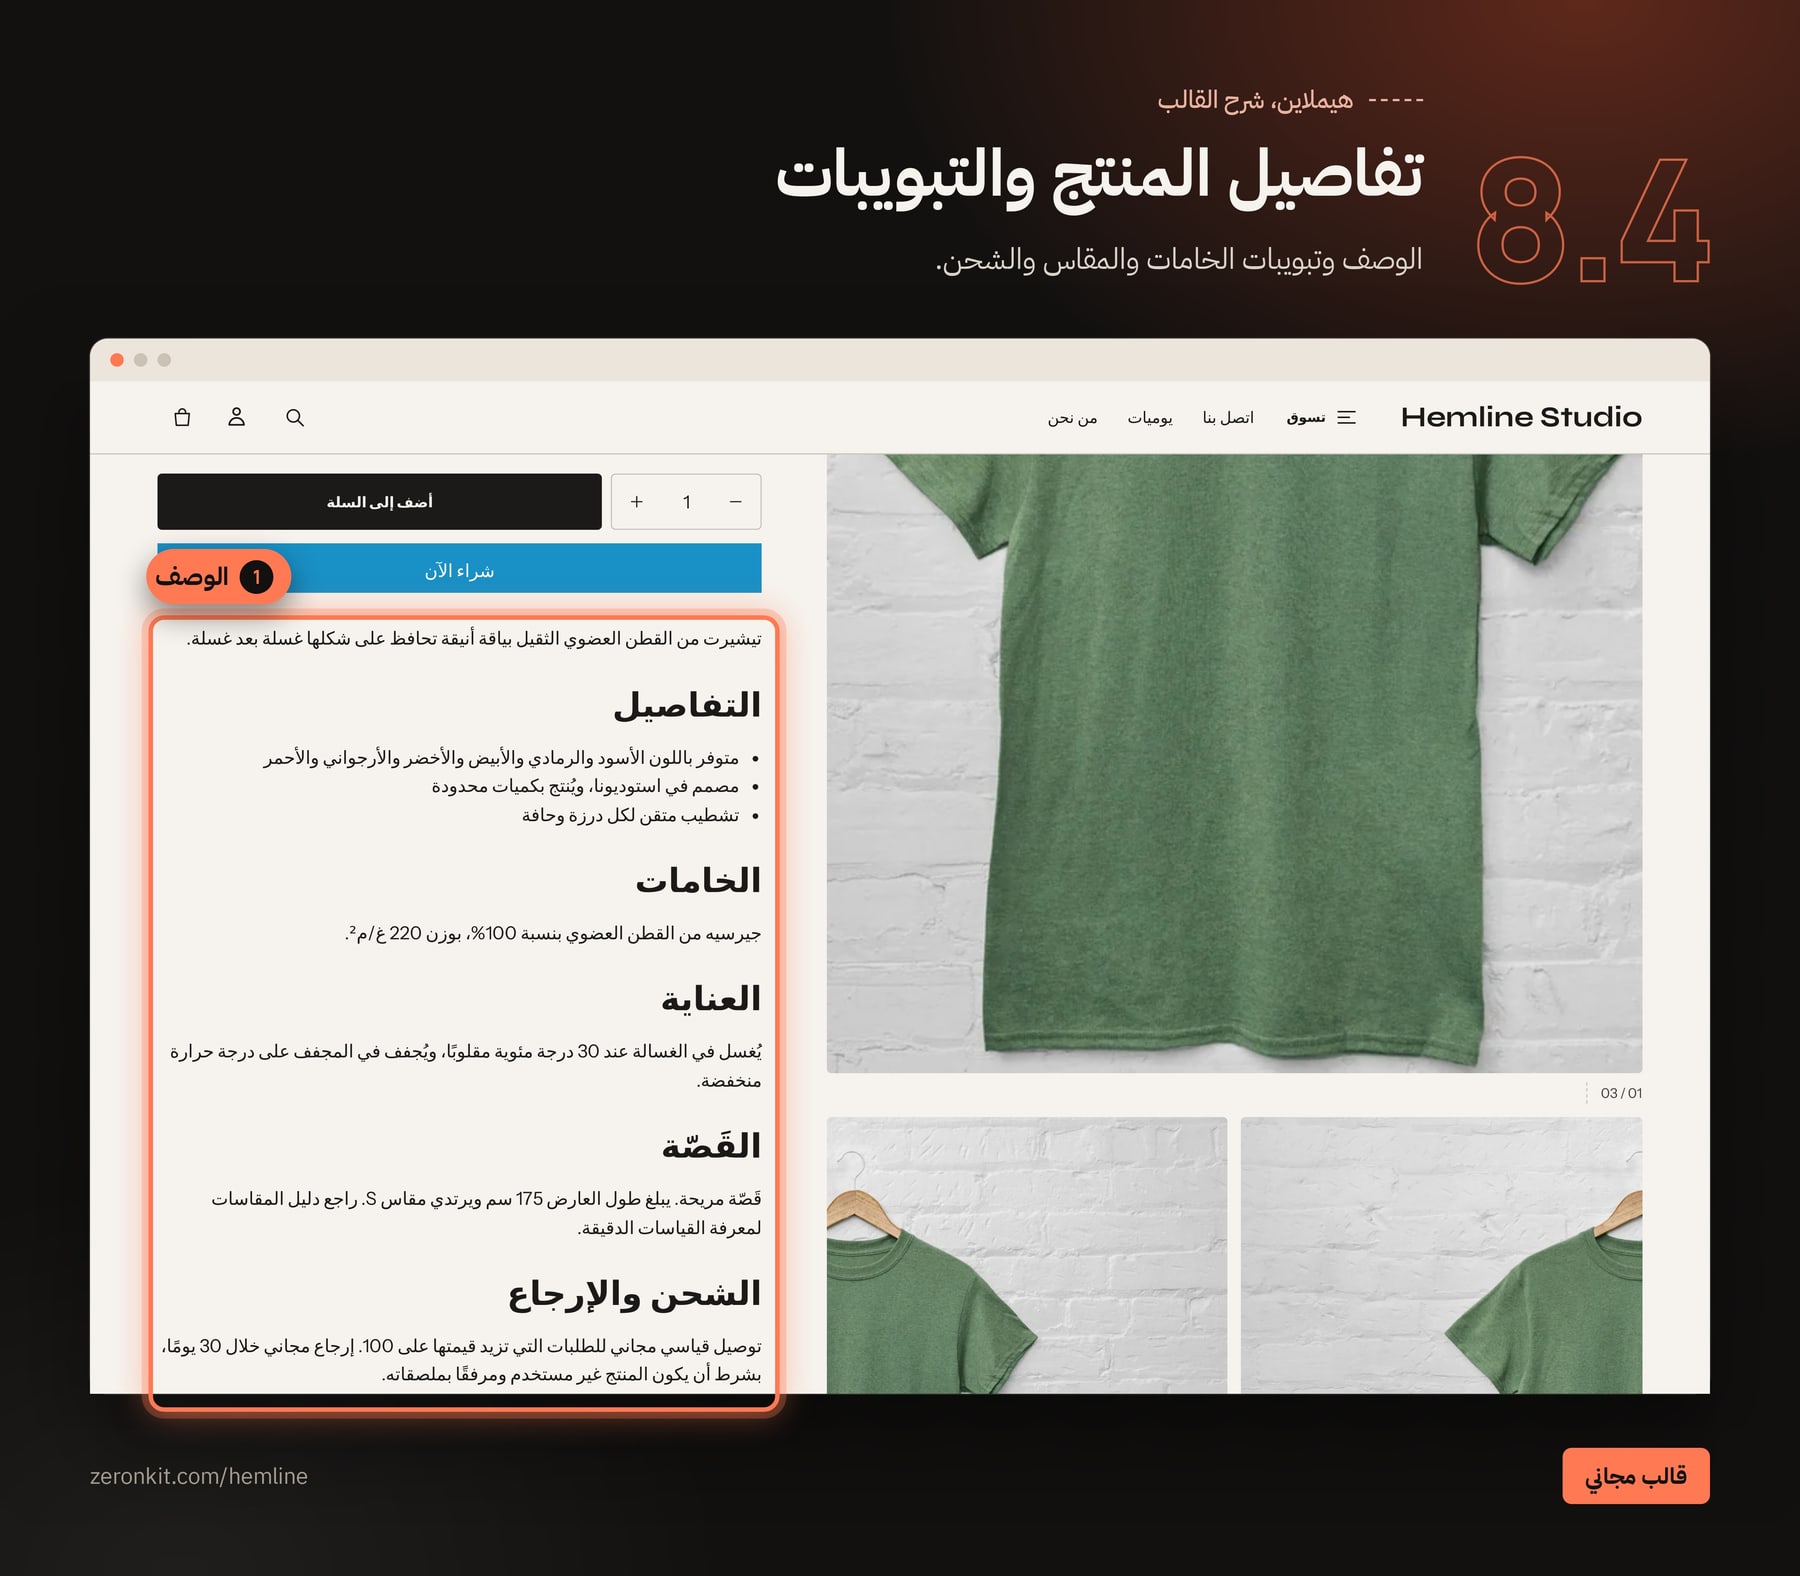 هيملاين، شرح القالب
8.4
تفاصيل المنتج والتبويبات
الوصف وتبويبات الخامات والمقاس والشحن.
Hemline Studio
تسوق
اتصل بنا
يوميات
من نحن
− 1 +
أضف إلى السلة
شراء الآن
1 الوصف
تيشيرت من القطن العضوي الثقيل بياقة أنيقة تحافظ على شكلها غسلة بعد غسلة.
التفاصيل
• متوفر باللون الأسود والرمادي والأبيض والأخضر والأرجواني والأحمر
• مصمم في استوديونا، ويُنتج بكميات محدودة
• تشطيب متقن لكل درزة وحافة
الخامات
جيرسيه من القطن العضوي بنسبة 100%، بوزن 220 غ/م².
العناية
يُغسل في الغسالة عند 30 درجة مئوية مقلوبًا، ويُجفف في المجفف على درجة حرارة
منخفضة.
القَصّة
قَصّة مريحة. يبلغ طول العارض 175 سم ويرتدي مقاس S. راجع دليل المقاسات
لمعرفة القياسات الدقيقة.
الشحن والإرجاع
توصيل قياسي مجاني للطلبات التي تزيد قيمتها على 100. إرجاع مجاني خلال 30 يومًا،
بشرط أن يكون المنتج غير مستخدم ومرفقًا بملصقاته.
03 / 01
قالب مجاني
zeronkit.com/hemline